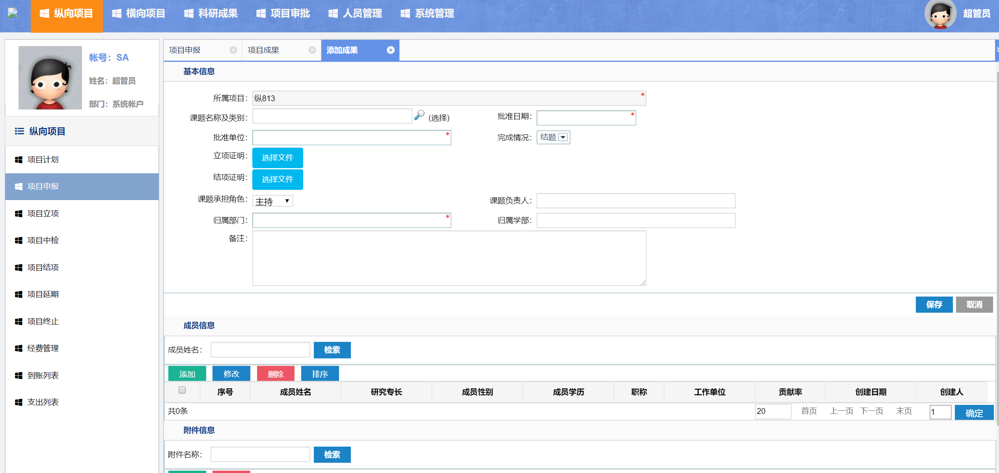 纵向项目 横向项目 科研成果 项目审批 人员管理 系统管理 超管员
帐号：SA
姓名：超管员
部门：系统帐户
纵向项目
项目计划
项目申报
项目立项
项目中检
项目结项
项目延期
项目终止
经费管理
到账列表
支出列表
项目申报 项目成果 添加成果
基本信息
所属项目： 纵813 *
课题名称及类别： (选择) 批准日期： *
批准单位： * 完成情况： 结题
立项证明： 选择文件
结项证明： 选择文件
课题承担角色： 主持 课题负责人：
归属部门： * 归属学部：
备注：
保存 取消
成员信息
成员姓名： 检索
添加 修改 删除 排序
序号 成员姓名 研究专长 成员性别 成员学历 职称 工作单位 贡献率 创建日期 创建人
共0条 20 首页 上一页 下一页 末页 1 确定
附件信息
附件名称： 检索